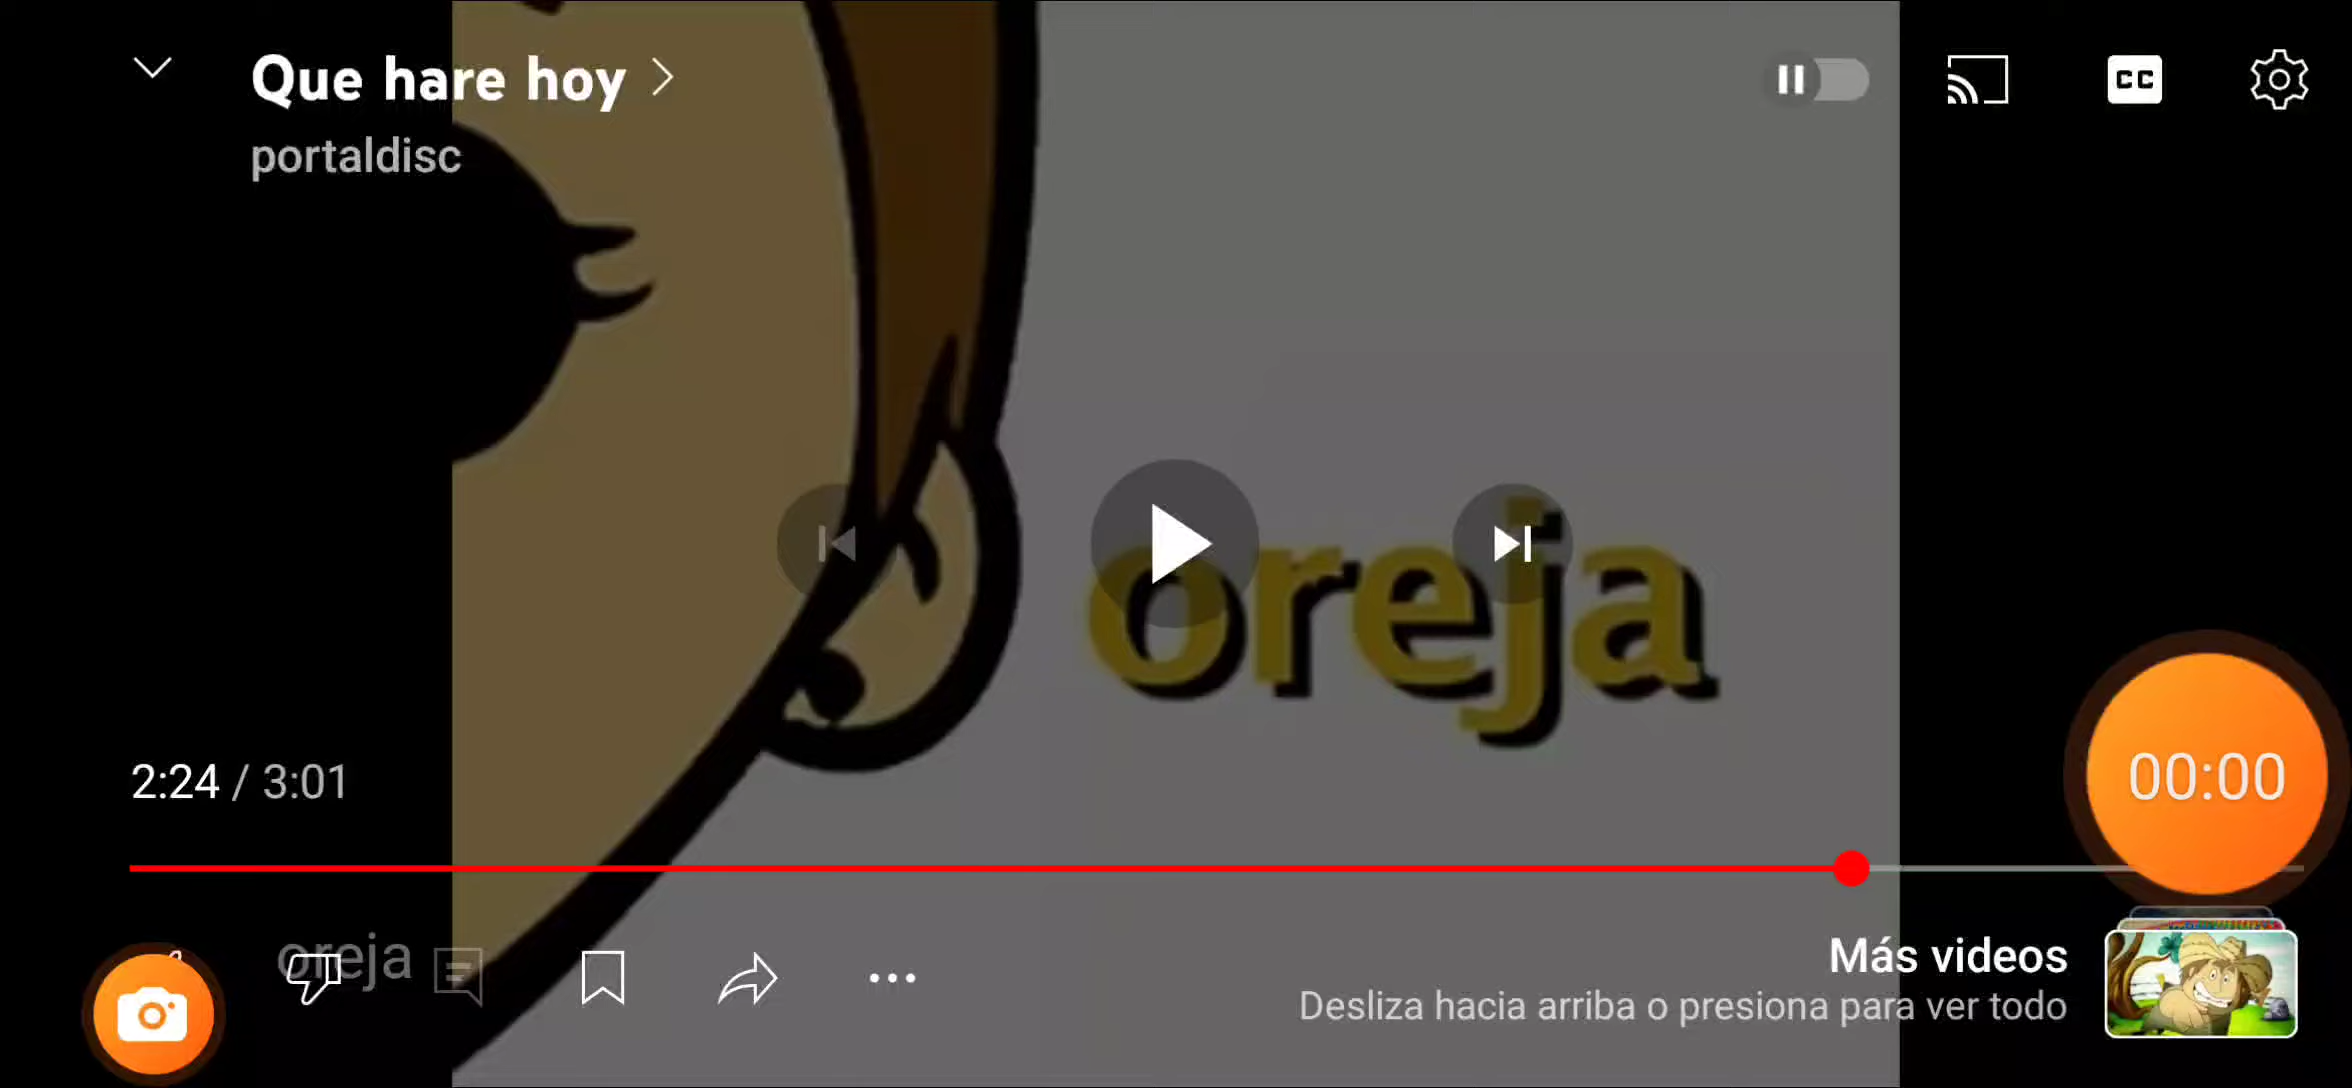 Que hare hoy
portaldisc
CC
oreja
2:24 / 3:01
00:00
oreja
Más videos
Desliza hacia arriba o presiona para ver todo